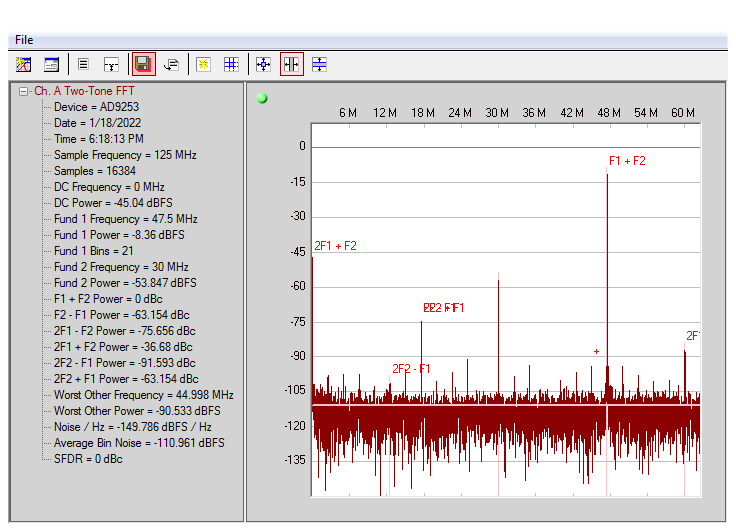 File
Ch. A Two-Tone FFT
Device = AD9253
Date = 1/18/2022
Time = 6:18:13 PM
Sample Frequency = 125 MHz
Samples = 16384
DC Frequency = 0 MHz
DC Power = -45.04 dBFS
Fund 1 Frequency = 47.5 MHz
Fund 1 Power = -8.36 dBFS
Fund 1 Bins = 21
Fund 2 Frequency = 30 MHz
Fund 2 Power = -53.847 dBFS
F1 + F2 Power = 0 dBc
F2 - F1 Power = -63.154 dBc
2F1 - F2 Power = -75.656 dBc
2F1 + F2 Power = -36.68 dBc
2F2 - F1 Power = -91.593 dBc
2F2 + F1 Power = -63.154 dBc
Worst Other Frequency = 44.998 MHz
Worst Other Power = -90.533 dBFS
Noise / Hz = -149.786 dBFS / Hz
Average Bin Noise = -110.961 dBFS
SFDR = 0 dBc
6 M 12 M 18 M 24 M 30 M 36 M 42 M 48 M 54 M 60 M
0
F1 + F2
-15
-30
2F1 + F2
-45
-60
-75
2F
-90
+
2F2 - F1
-105
-120
-135